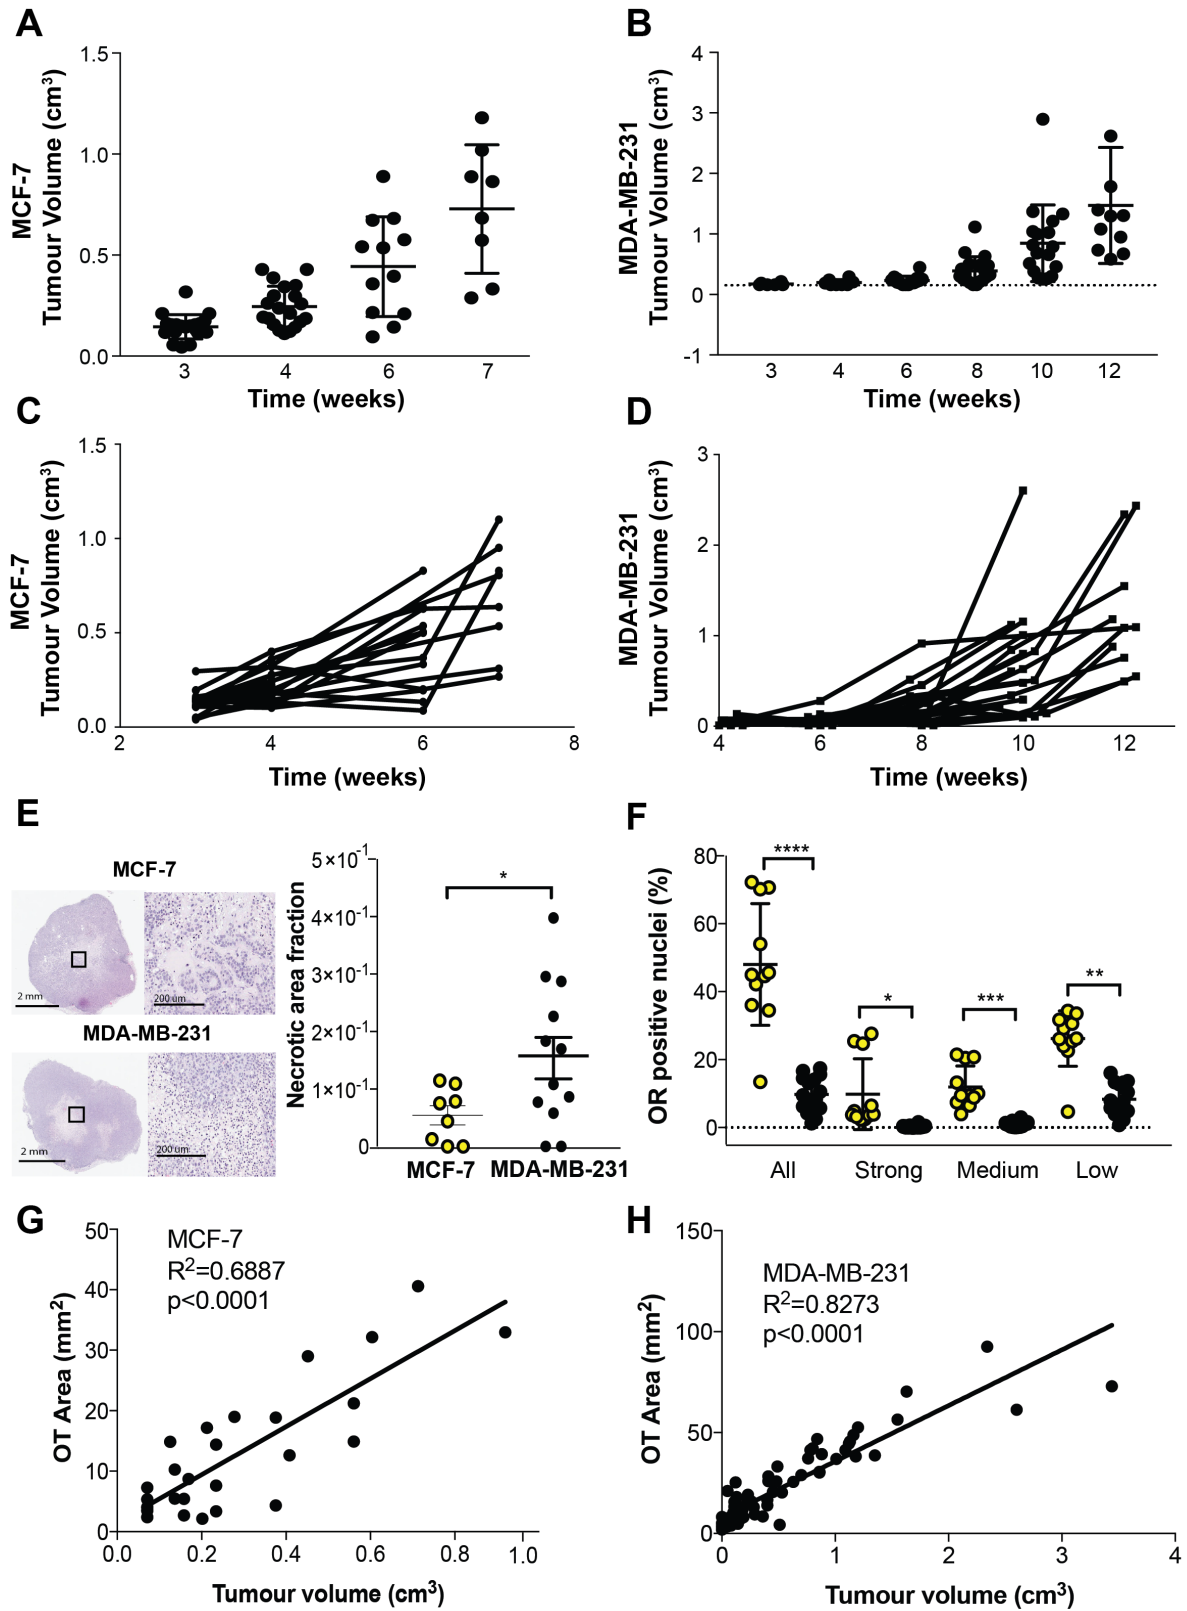 A
MCF-7
Tumour Volume (cm³)
1.5
1.0
0.5
0.0
3 4 6 7
Time (weeks)
B
MDA-MB-231
Tumour Volume (cm³)
4
3
2
1
0
-1
3 4 6 8 10 12
Time (weeks)
C
MCF-7
Tumour Volume (cm³)
1.5
1.0
0.5
0.0
2 4 6 8
Time (weeks)
D
MDA-MB-231
Tumour Volume (cm³)
3
2
1
0
4 6 8 10 12
Time (weeks)
E
MCF-7
2 mm
200 um
MDA-MB-231
2 mm
200 um
Necrotic area fraction
5×10⁻¹
4×10⁻¹
3×10⁻¹
2×10⁻¹
1×10⁻¹
0
*
MCF-7 MDA-MB-231
F
OR positive nuclei (%)
80
60
40
20
0
****
*
***
**
All Strong Medium Low
G
OT Area (mm²)
50
40
30
20
10
0
MCF-7
R²=0.6887
p<0.0001
0.0 0.2 0.4 0.6 0.8 1.0
Tumour volume (cm³)
H
OT Area (mm²)
150
100
50
0
MDA-MB-231
R²=0.8273
p<0.0001
0 1 2 3 4
Tumour volume (cm³)